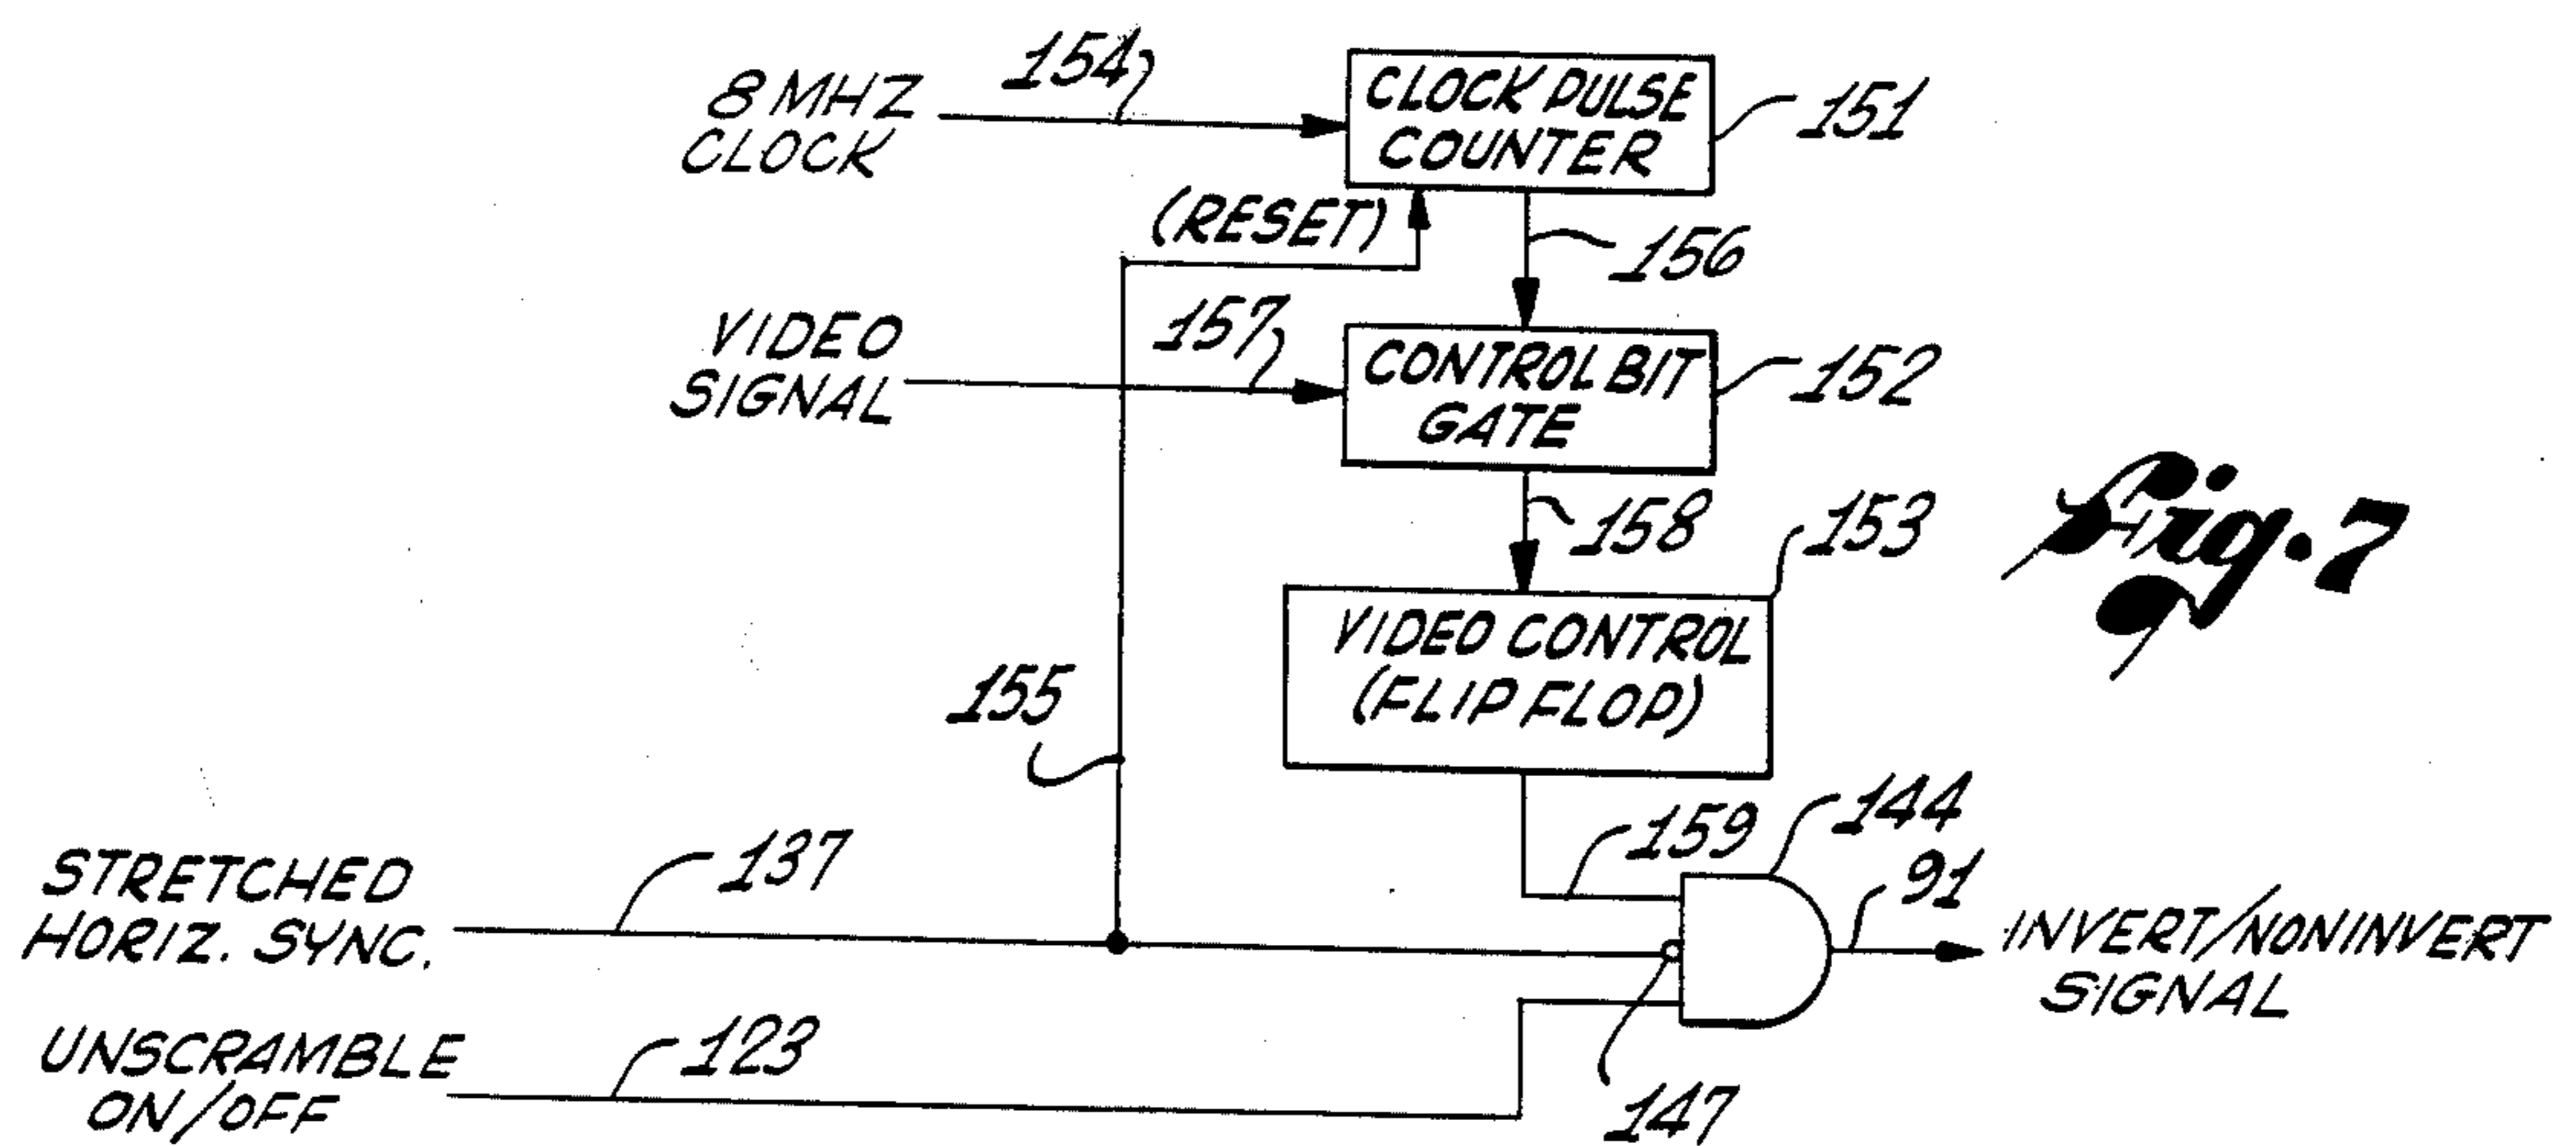 8 MHZ
CLOCK
154
CLOCK PULSE
COUNTER
151
(RESET)
156
VIDEO
SIGNAL
157
CONTROL BIT
GATE
152
158
153
VIDEO CONTROL
(FLIP FLOP)
Fig. 7
155
159
144
STRETCHED
HORIZ. SYNC.
137
91
INVERT/NONINVERT
SIGNAL
UNSCRAMBLE
ON/OFF
123
147